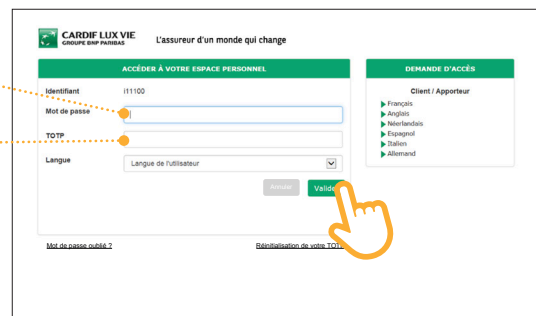 CARDIF LUX VIE
GROUPE BNP PARIBAS
L'assureur d'un monde qui change
ACCÉDER À VOTRE ESPACE PERSONNEL
Identifiant i11100
Mot de passe
TOTP
Langue Langue de l'utilisateur
Annuler Valider
Mot de passe oublié ? Réinitialisation de votre TOTP
DEMANDE D'ACCÈS
Client / Apporteur
Français
Anglais
Néerlandais
Espagnol
Italien
Allemand